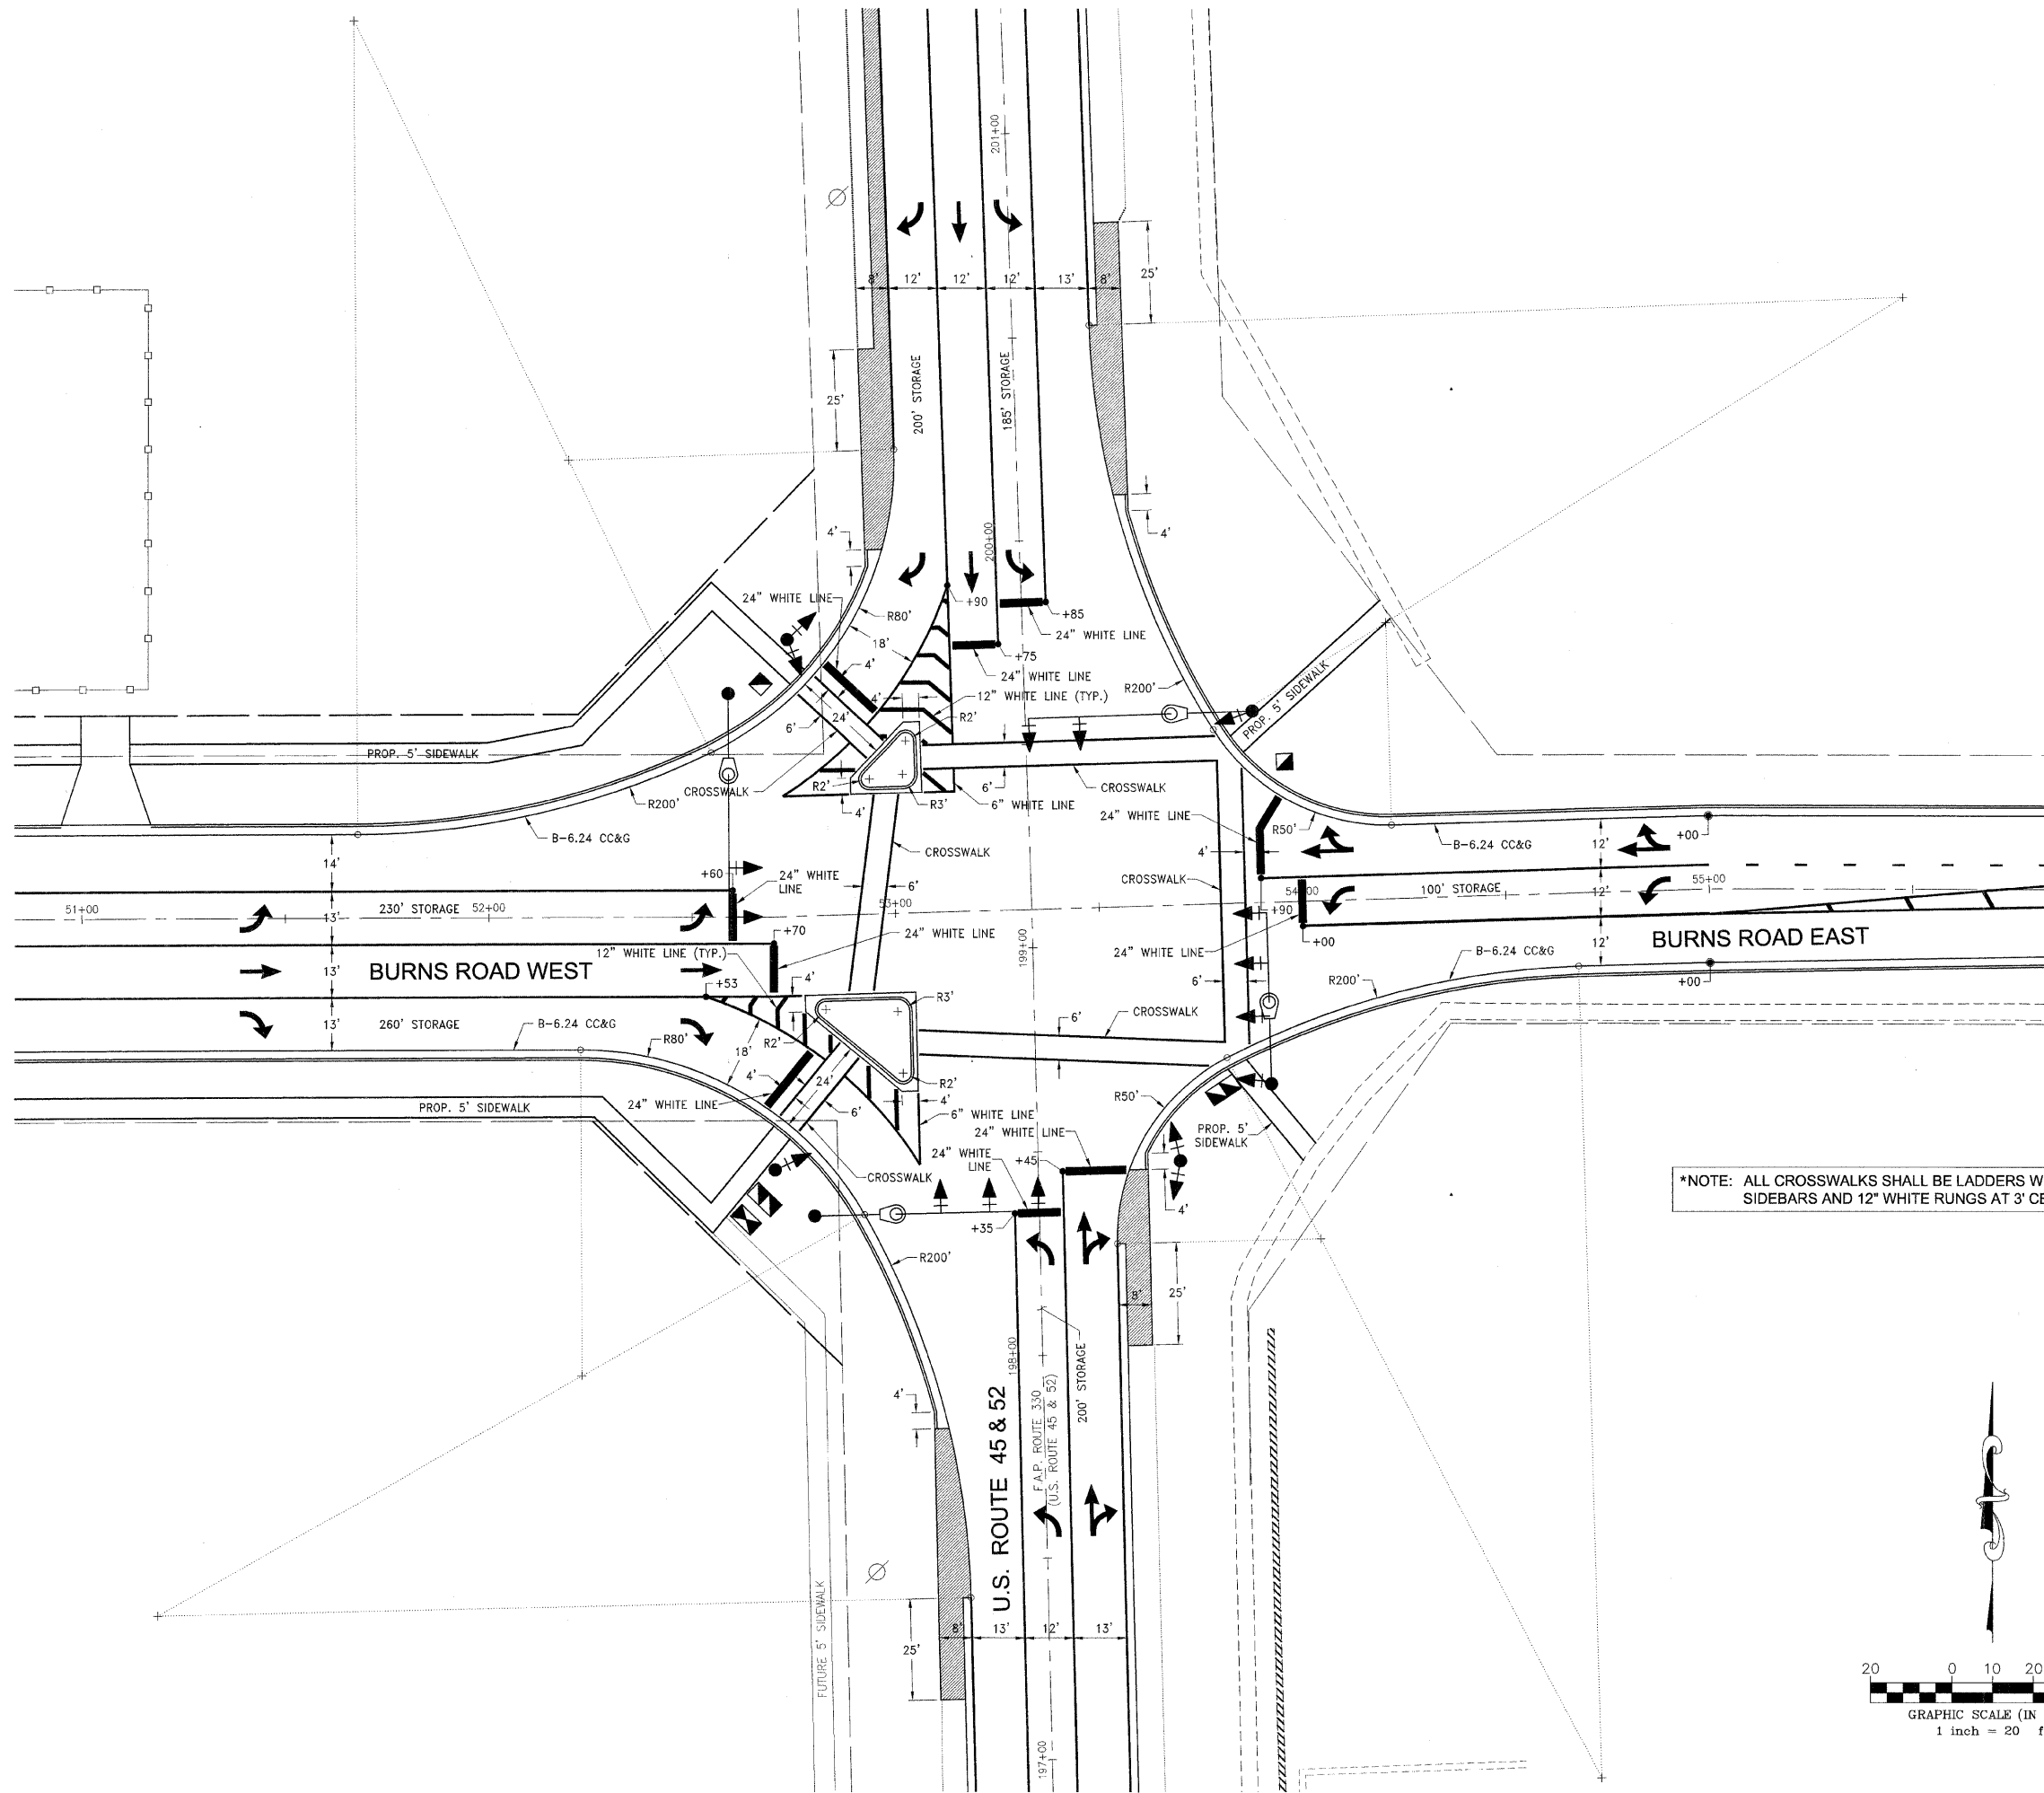 201+00
25'
8'
12'
12'
12'
13'
8'
200' STORAGE
185' STORAGE
25'
4'
200+00
4'
24" WHITE LINE
R80'
+90
+85
18'
24" WHITE LINE
4'
+75
24" WHITE LINE
4'
12" WHITE LINE (TYP.)
R200'
PROP. 5' SIDEWALK
R2'
24'
6'
PROP. 5' SIDEWALK
R2'
R3'
CROSSWALK
6'
CROSSWALK
R200'
4'
6" WHITE LINE
24" WHITE LINE
B-6.24 CC&G
R50'
+00
B-6.24 CC&G
12'
14'
CROSSWALK
4'
+60
24" WHITE
LINE
6'
CROSSWALK
54+00
100' STORAGE
12'
55+00
51+00
13'
230' STORAGE
52+00
53+00
+90
+70
24" WHITE LINE
+00
12'
BURNS ROAD EAST
12" WHITE LINE (TYP.)
199+00
24" WHITE LINE
B-6.24 CC&G
13'
BURNS ROAD WEST
4'
6'
R200'
+00
+53
R3'
CROSSWALK
13'
260' STORAGE
B-6.24 CC&G
R80'
R2'
6'
18'
4'
24'
R2'
PROP. 5' SIDEWALK
24" WHITE LINE
6'
4'
6" WHITE LINE
R50'
24" WHITE LINE
PROP. 5'
SIDEWALK
24" WHITE
LINE
+45
CROSSWALK
4'
*NOTE: ALL CROSSWALKS SHALL BE LADDERS W
SIDEBARS AND 12" WHITE RUNGS AT 3' CE
+35
R200'
25'
8'
198+00
200' STORAGE
4'
U.S. ROUTE 45 & 52
F.A.P. ROUTE 330
(U.S. ROUTE 45 & 52)
FUTURE 5' SIDEWALK
8'
13'
12'
13'
25'
197+00
20 0 10 20
GRAPHIC SCALE (IN
1 inch = 20 f